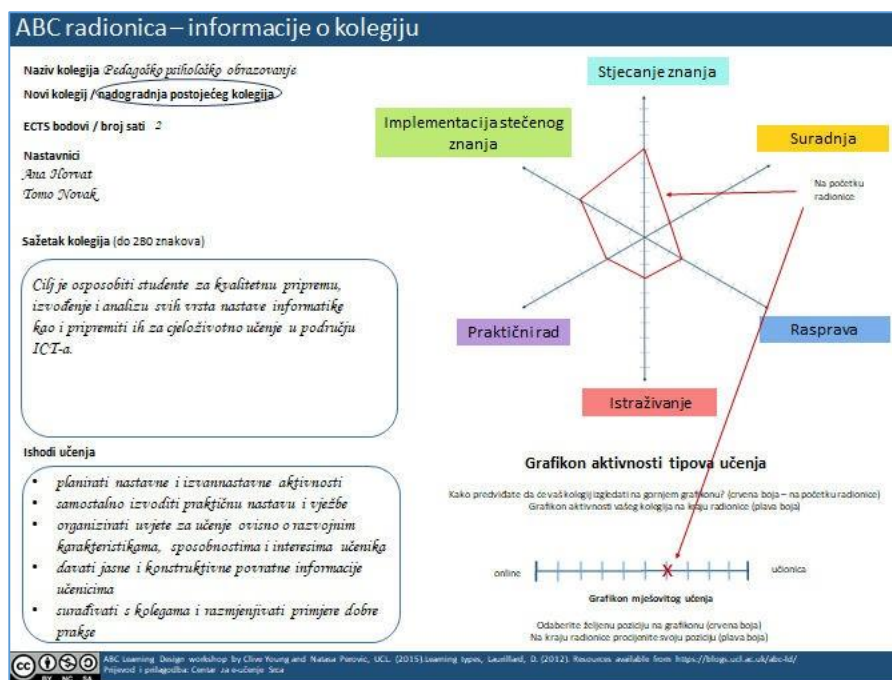 ABC radionica – informacije o kolegiju
Naziv kolegija Pedagoško psihološko obrazovanje
Novi kolegij / nadogradnja postojećeg kolegija
ECTS bodovi / broj sati 2
Nastavnici
Ana Horvat
Tomo Novak
Sažetak kolegija (do 280 znakova)
Cilj je osposobiti studente za kvalitetnu pripremu,
izvođenje i analizu svih vrsta nastave informatike
kao i pripremiti ih za cjeloživotno učenje u području
ICT-a.
Ishodi učenja
• planirati nastavne i izvannastavne aktivnosti
• samostalno izvoditi praktičnu nastavu i vježbe
• organizirati uvjete za učenje ovisno o razvojnim
karakteristikama, sposobnostima i interesima učenika
• davati jasne i konstruktivne povratne informacije
učenicima
• surađivati s kolegama i razmjenjivati primjere dobre
prakse
Stjecanje znanja
Implementacija stečenog
znanja
Suradnja
Na početku
radionice
Praktični rad
Rasprava
Istraživanje
Grafikon aktivnosti tipova učenja
Kako predviđate da će vaš kolegij izgledati na gornjem grafikonu? (crvena boja – na početku radionice)
Grafikon aktivnosti vašeg kolegija na kraju radionice (plava boja)
online
X
učionica
Grafikon mješovitog učenja
Odaberite željenu poziciju na grafikonu (crvena boja)
Na kraju radionice procijenite svoju poziciju (plava boja)
cc BY NC SA
ABC Learning Design workshop by Clive Young and Natasa Perovic, UCL. (2015).Learning types, Laurillard, D. (2012). Resources available from https://blogs.ucl.ac.uk/abc-ld/
Prijevod i prilagodba: Centar za e-učenje Srca